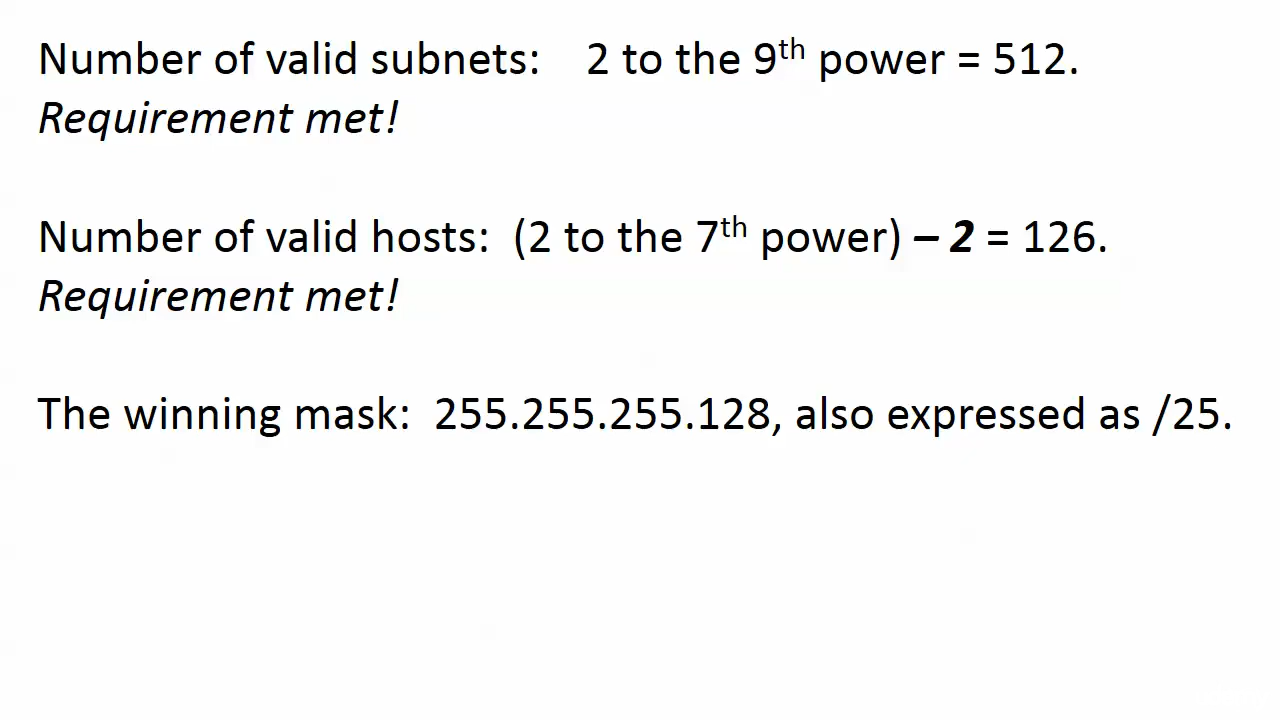 Number of valid subnets: 2 to the 9th power = 512.
Requirement met!
Number of valid hosts: (2 to the 7th power) – 2 = 126.
Requirement met!
The winning mask: 255.255.255.128, also expressed as /25.